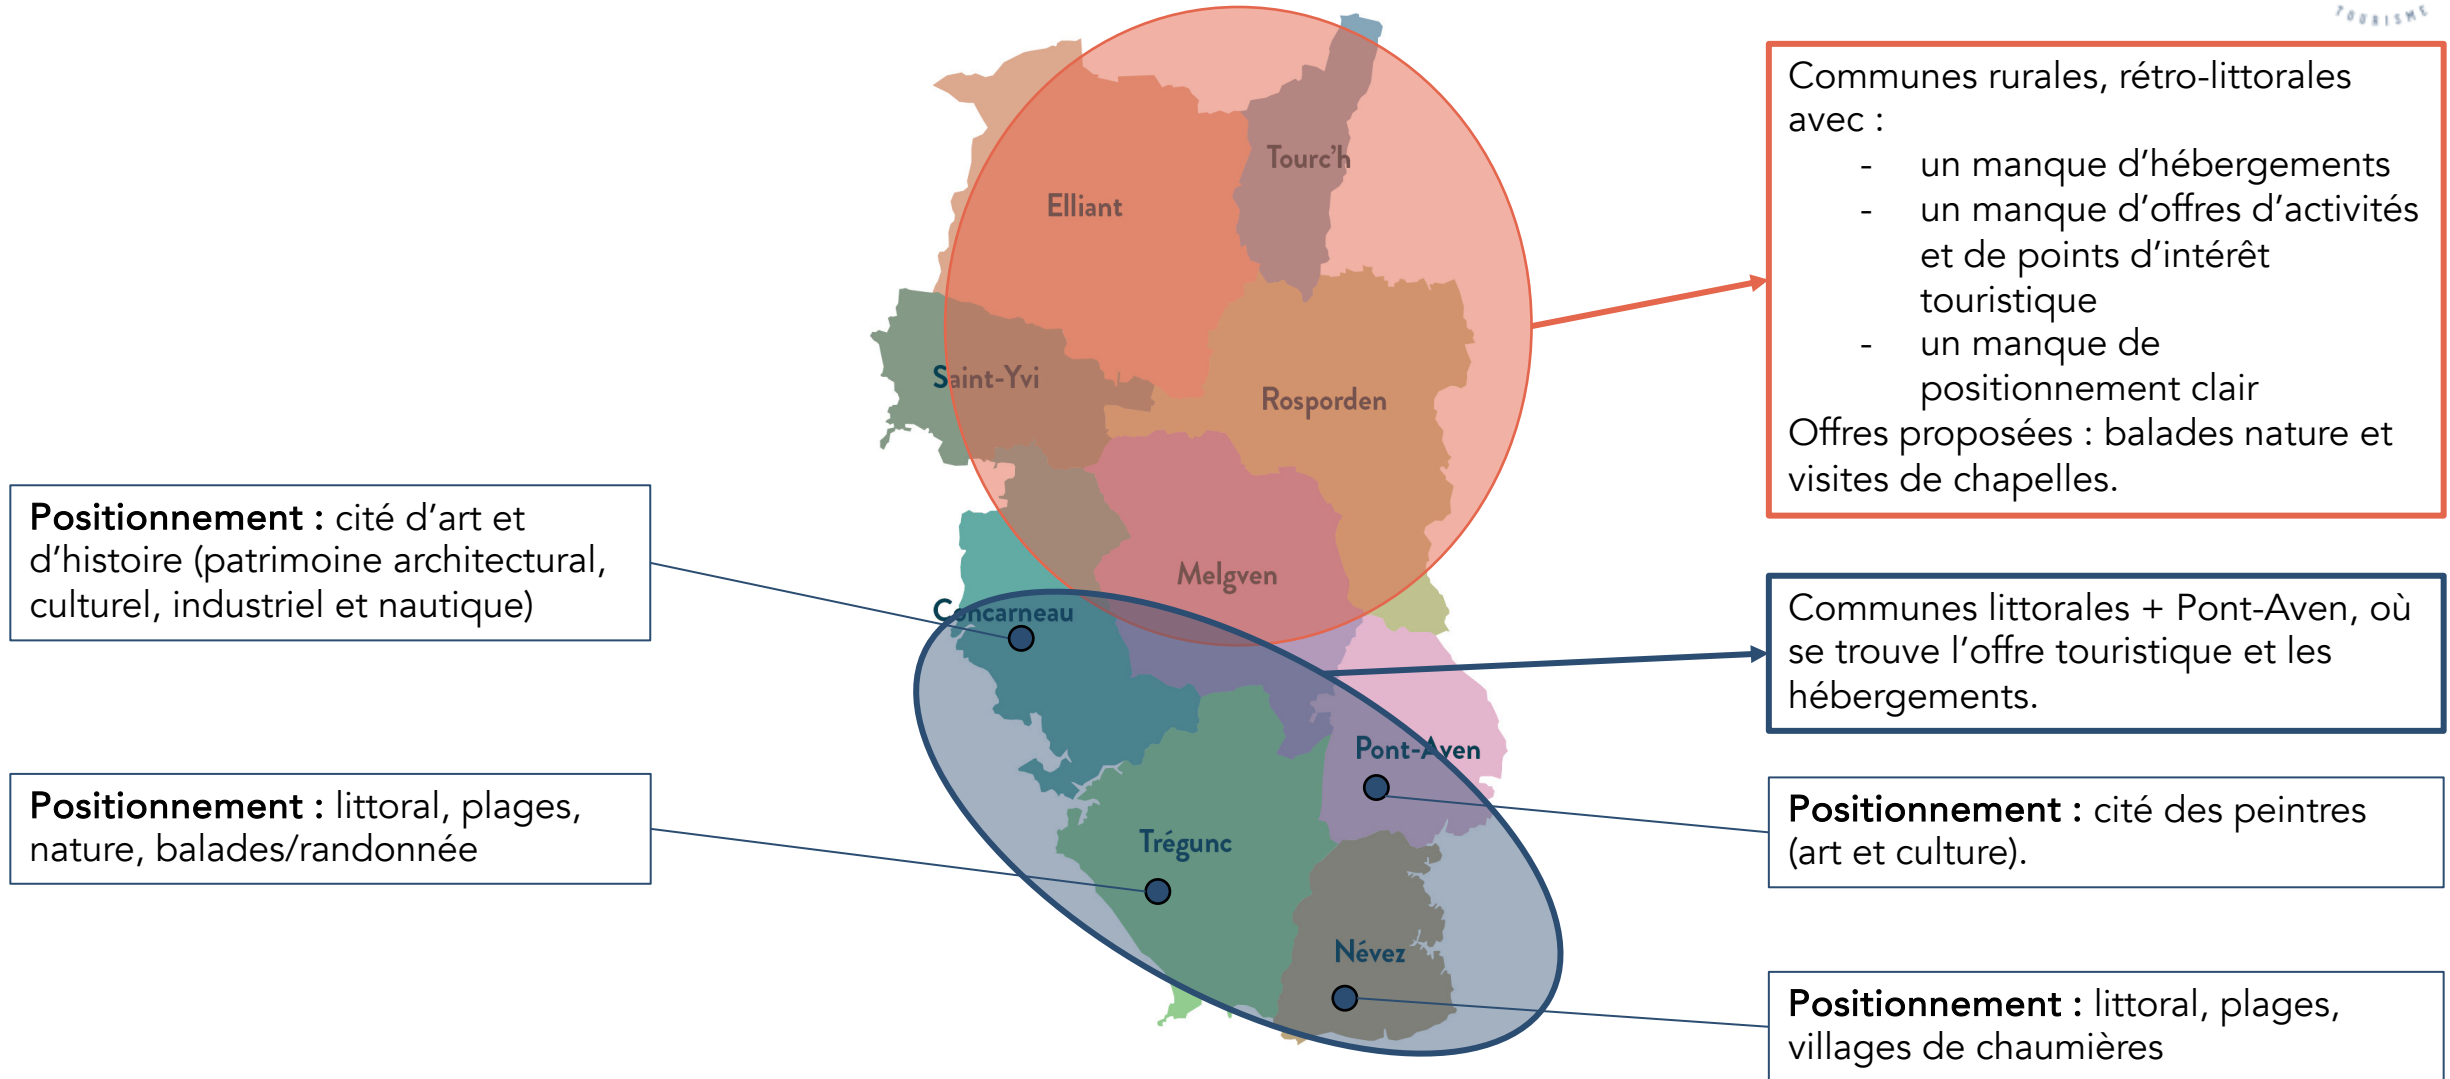 TOURISME
Communes rurales, rétro-littorales
avec :
- un manque d’hébergements
- un manque d’offres d’activités
et de points d’intérêt
touristique
- un manque de
positionnement clair
Offres proposées : balades nature et
visites de chapelles.
Tourc’h
Elliant
Saint-Yvi
Rosporden
Melgven
Concarneau
Pont-Aven
Trégunc
Névez
Positionnement : cité d’art et
d’histoire (patrimoine architectural,
culturel, industriel et nautique)
Communes littorales + Pont-Aven, où
se trouve l’offre touristique et les
hébergements.
Positionnement : littoral, plages,
nature, balades/randonnée
Positionnement : cité des peintres
(art et culture).
Positionnement : littoral, plages,
villages de chaumières